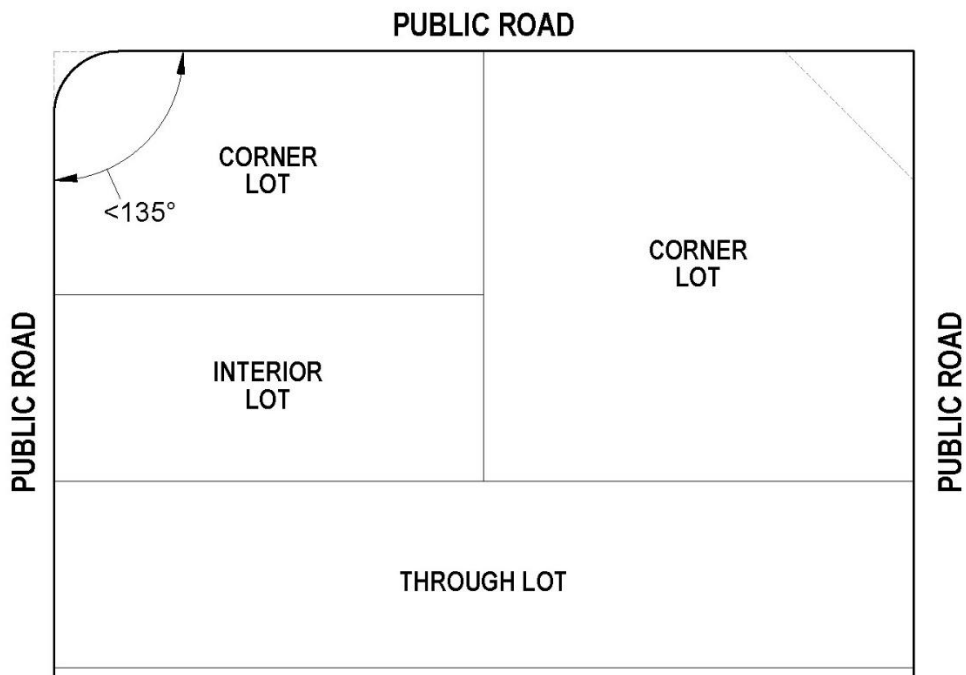 PUBLIC ROAD
CORNER
LOT
<135°
CORNER
LOT
INTERIOR
LOT
PUBLIC ROAD
PUBLIC ROAD
THROUGH LOT